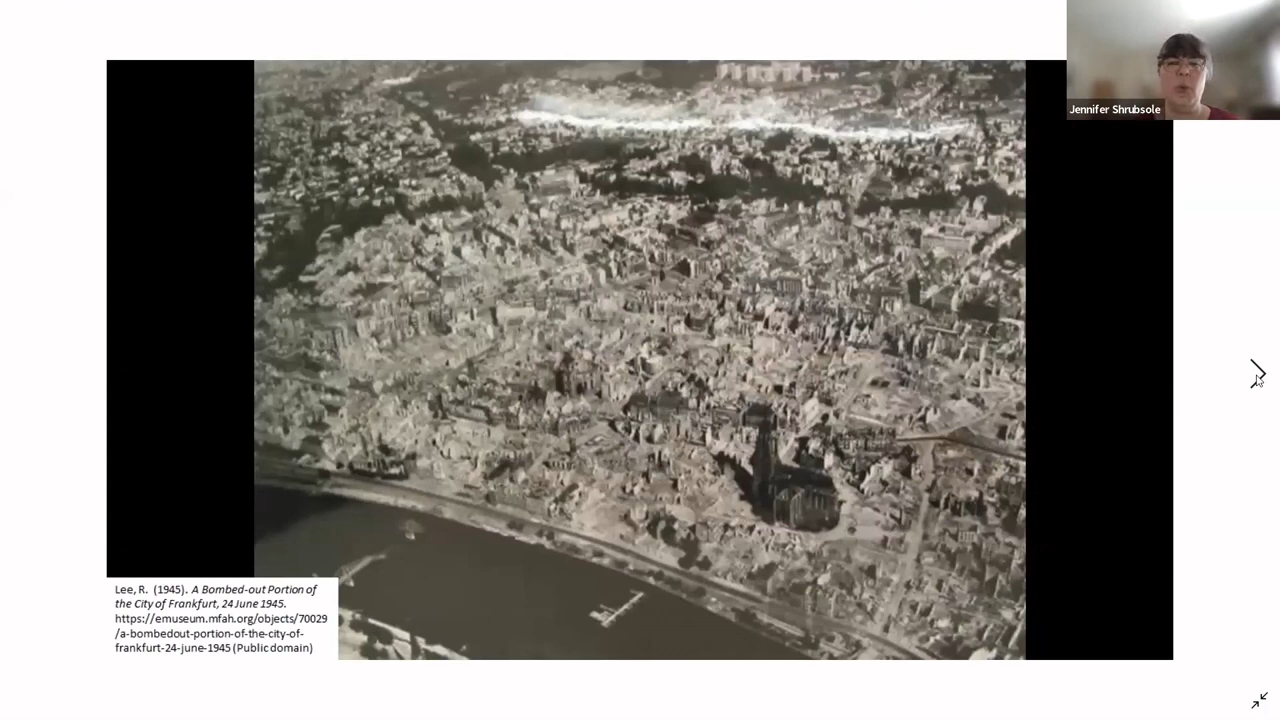 Jennifer Shrubsole
Lee, R. (1945). A Bombed-out Portion of
the City of Frankfurt, 24 June 1945.
https://emuseum.mfah.org/objects/70029
/a-bombedout-portion-of-the-city-of-
frankfurt-24-june-1945 (Public domain)